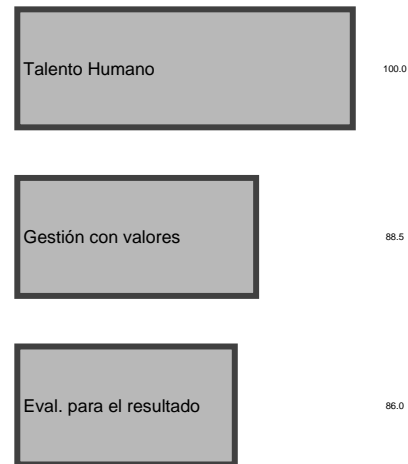 Talento Humano 100.0
Gestión con valores 88.5
Eval. para el resultado 86.0